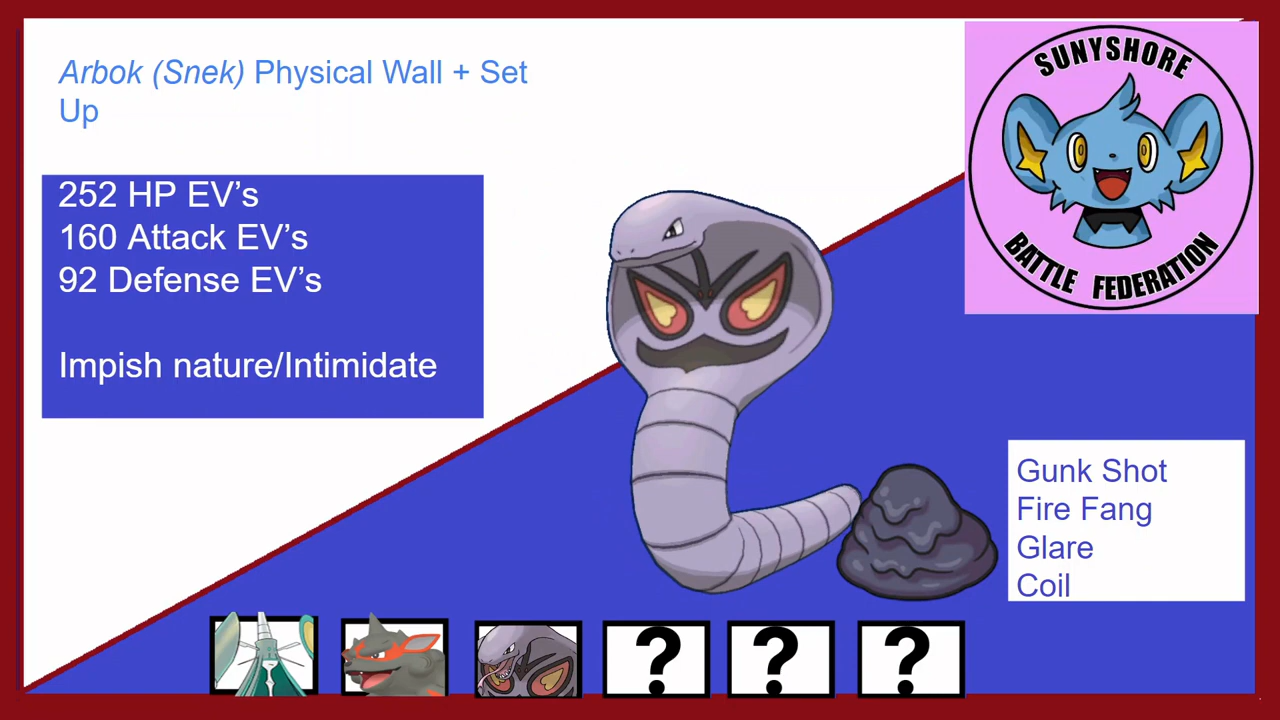 Arbok (Snek) Physical Wall + Set
Up
SUNYSHORE
BATTLE FEDERATION
252 HP EV's
160 Attack EV's
92 Defense EV's
Impish nature/Intimidate
Gunk Shot
Fire Fang
Glare
Coil
? ? ?